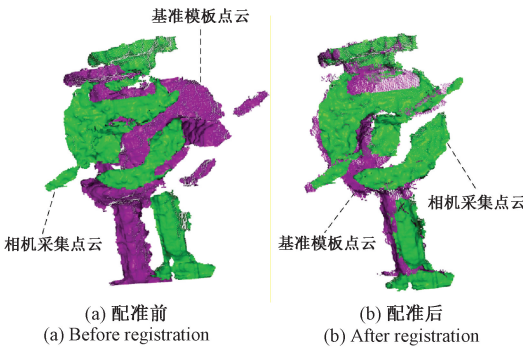 基准模板点云
相机采集点云
(a) 配准前
(a) Before registration
相机采集点云
基准模板点云
(b) 配准后
(b) After registration